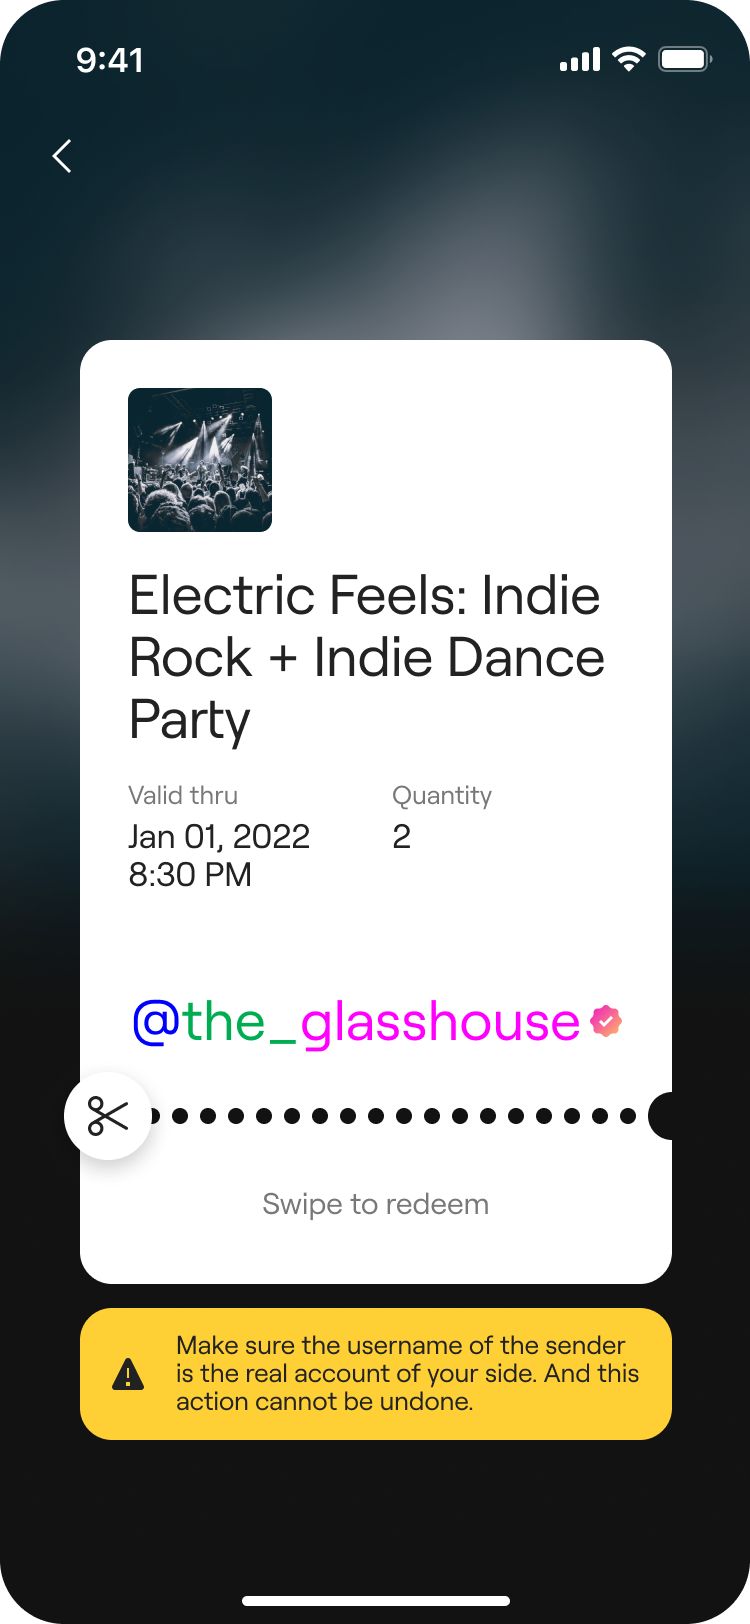 9:41
Electric Feels: Indie
Rock + Indie Dance
Party
Valid thru
Quantity
Jan 01, 2022
8:30 PM
2
@the_glasshouse
Swipe to redeem
Make sure the username of the sender
is the real account of your side. And this
action cannot be undone.